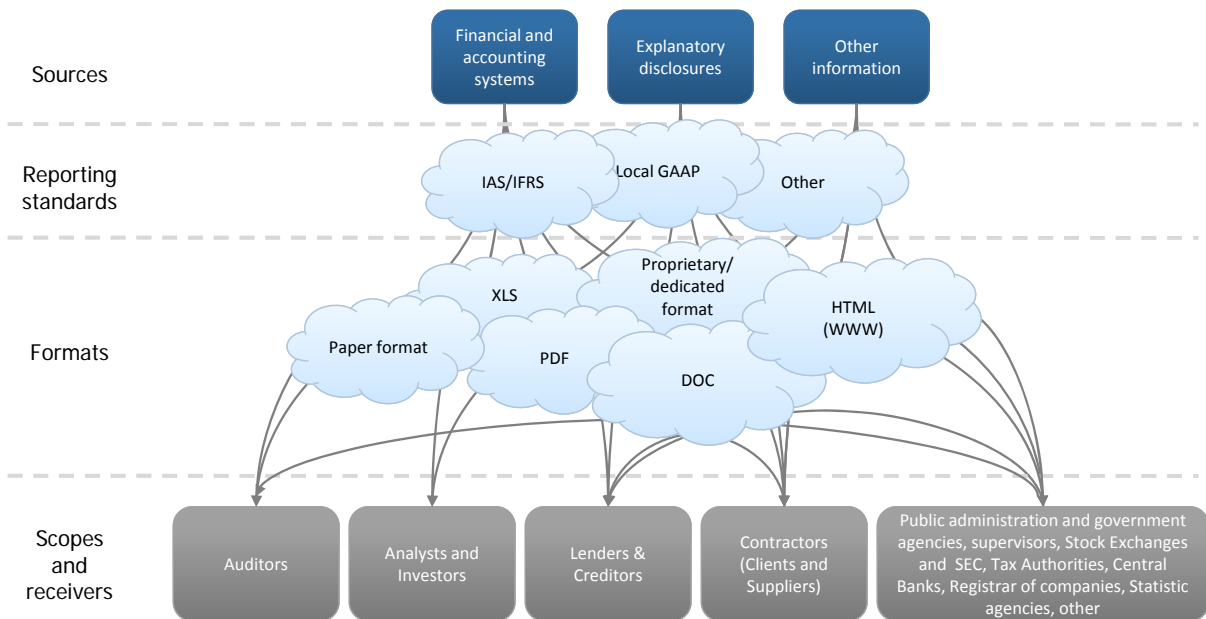 Sources
Financial and
accounting
systems
Explanatory
disclosures
Other
information
Reporting
standards
IAS/IFRS
Local GAAP
Other
Formats
XLS
Proprietary/
dedicated
format
HTML
(WWW)
Paper format
PDF
DOC
Scopes
and
receivers
Auditors
Analysts and
Investors
Lenders &
Creditors
Contractors
(Clients and
Suppliers)
Public administration and government
agencies, supervisors, Stock Exchanges
and SEC, Tax Authorities, Central
Banks, Registrar of companies, Statistic
agencies, other